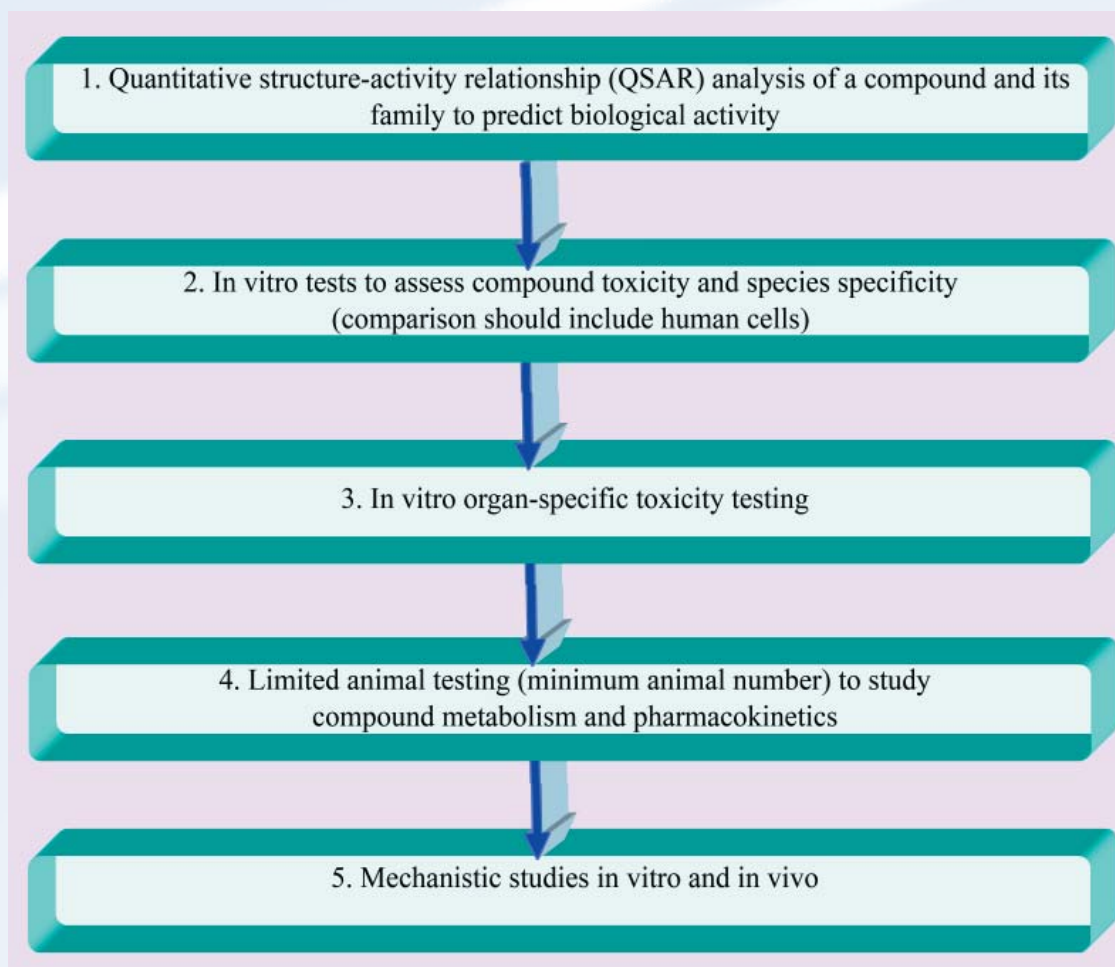 1. Quantitative structure-activity relationship (QSAR) analysis of a compound and its
family to predict biological activity
2. In vitro tests to assess compound toxicity and species specificity
(comparison should include human cells)
3. In vitro organ-specific toxicity testing
4. Limited animal testing (minimum animal number) to study
compound metabolism and pharmacokinetics
5. Mechanistic studies in vitro and in vivo